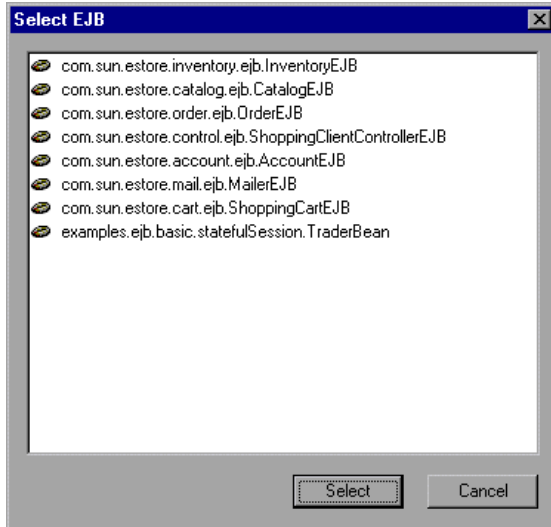 Select EJB
com.sun.estore.inventory.ejb.InventoryEJB
com.sun.estore.catalog.ejb.CatalogEJB
com.sun.estore.order.ejb.OrderEJB
com.sun.estore.control.ejb.ShoppingClientControllerEJB
com.sun.estore.account.ejb.AccountEJB
com.sun.estore.mail.ejb.MailerEJB
com.sun.estore.cart.ejb.ShoppingCartEJB
examples.ejb.basic.statefulSession.TraderBean
Select Cancel